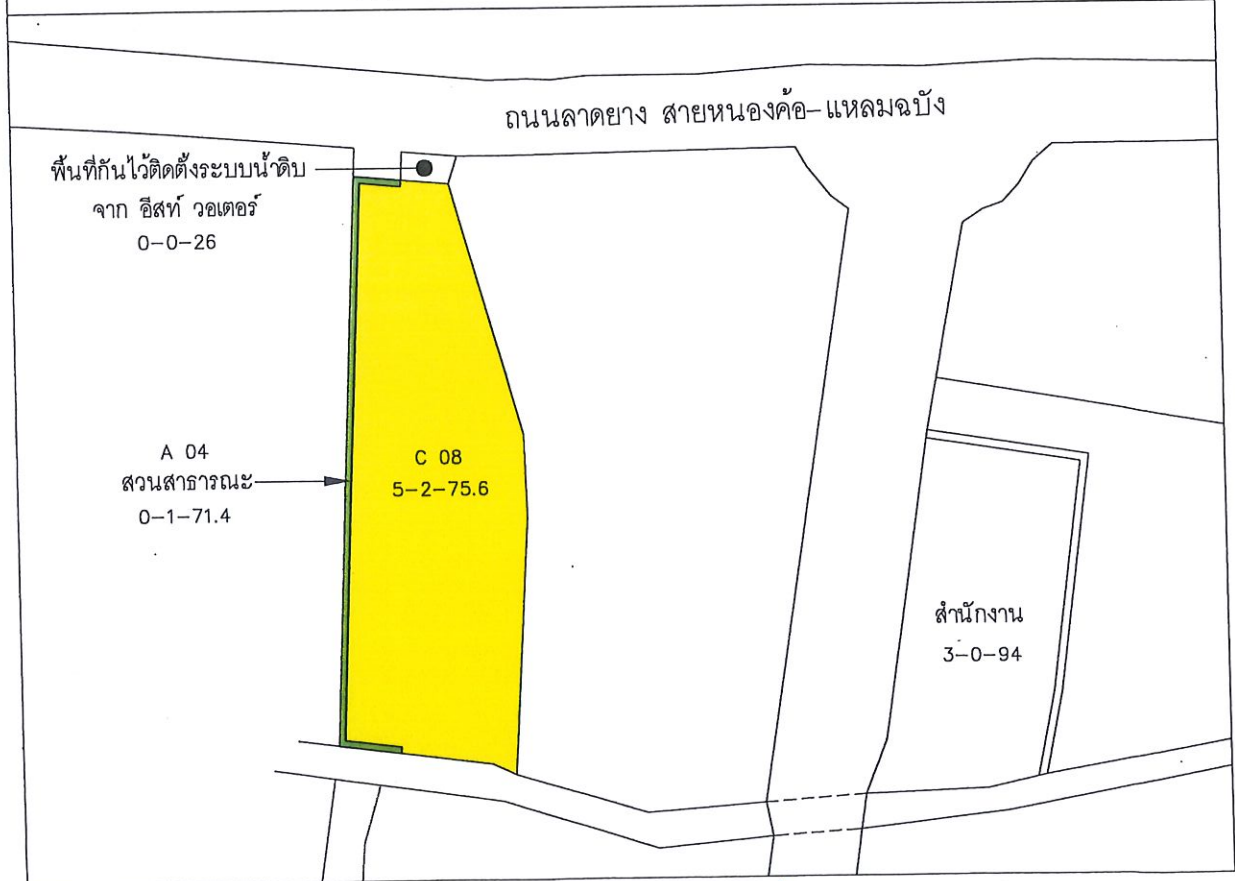 ถนนลาดยาง สายหนองค้อ-แหลมฉบัง
พื้นที่กันไว้ติดตั้งระบบน้ำดิบ
จาก อีสท์ วอเตอร์
0-0-26
A 04
สวนสาธารณะ
0-1-71.4
C 08
5-2-75.6
สำนักงาน
3-0-94